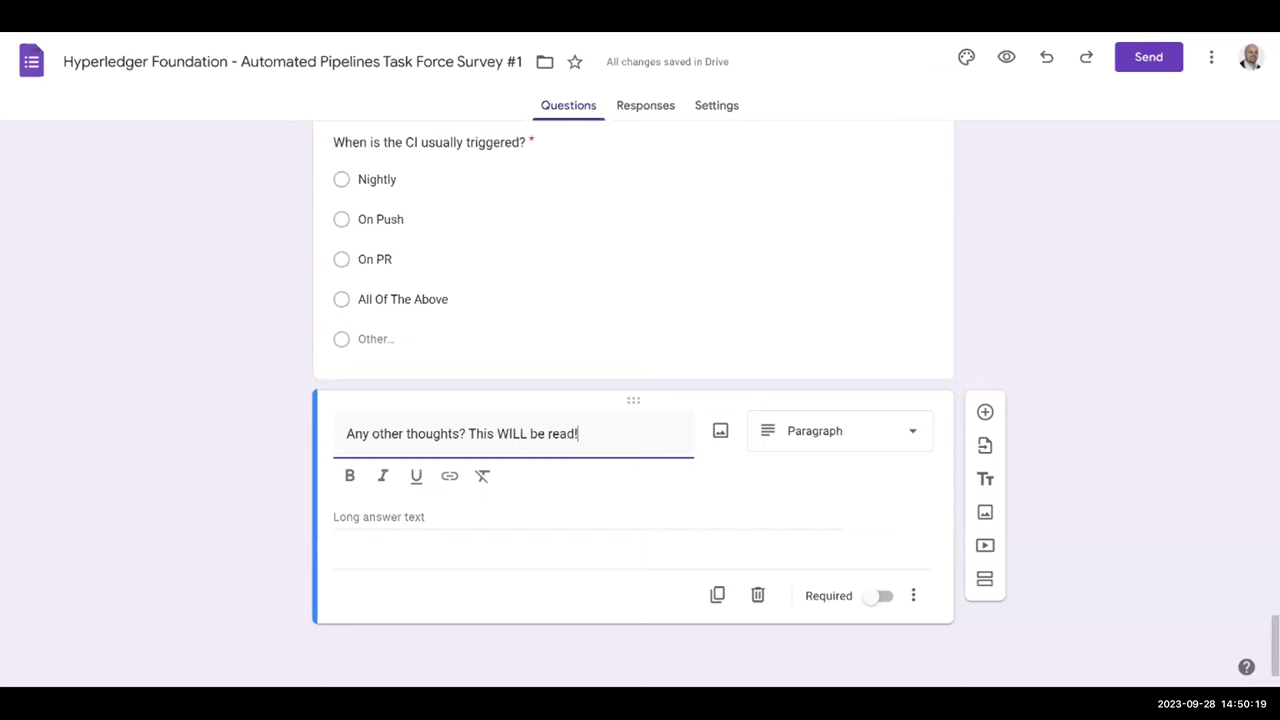 Hyperledger Foundation - Automated Pipelines Task Force Survey #1
All changes saved in Drive
Send
Questions
Responses
Settings
When is the CI usually triggered? *
Nightly
On Push
On PR
All Of The Above
Other...
Any other thoughts? This WILL be read!
Paragraph
B I U
Long answer text
Required
2023-09-28 14:50:19